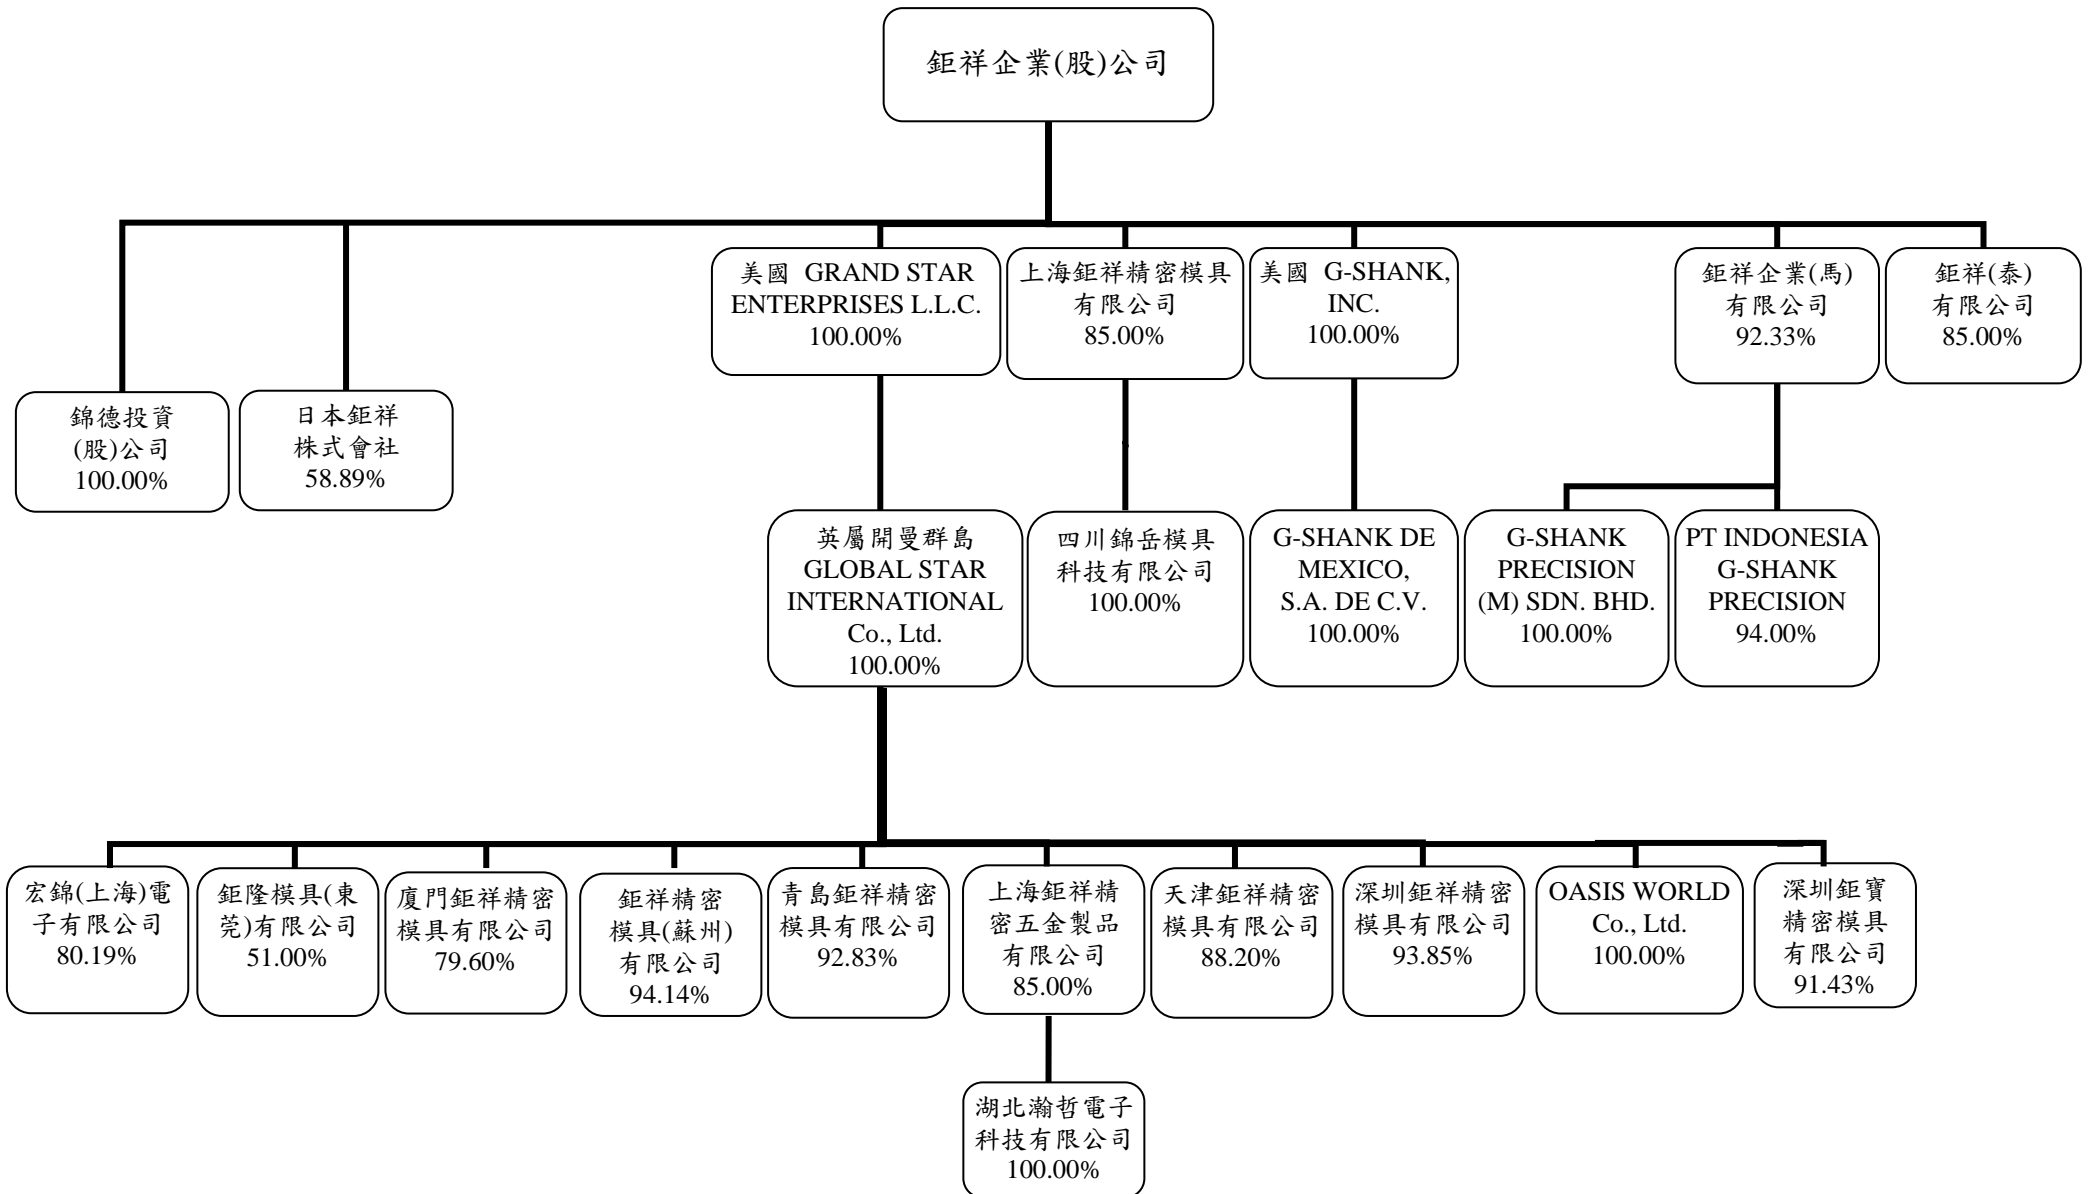 鉅祥企業(股)公司
美國 GRAND STAR
ENTERPRISES L.L.C.
100.00%
上海鉅祥精密模具
有限公司
85.00%
美國 G-SHANK,
INC.
100.00%
鉅祥企業(馬)
有限公司
92.33%
鉅祥(泰)
有限公司
85.00%
錦德投資
(股)公司
100.00%
日本鉅祥
株式會社
58.89%
英屬開曼群島
GLOBAL STAR
INTERNATIONAL
Co., Ltd.
100.00%
四川錦岳模具
科技有限公司
100.00%
G-SHANK DE
MEXICO,
S.A. DE C.V.
100.00%
G-SHANK
PRECISION
(M) SDN. BHD.
100.00%
PT INDONESIA
G-SHANK
PRECISION
94.00%
宏錦(上海)電
子有限公司
80.19%
鉅隆模具(東
莞)有限公司
51.00%
廈門鉅祥精密
模具有限公司
79.60%
鉅祥精密
模具(蘇州)
有限公司
94.14%
青島鉅祥精密
模具有限公司
92.83%
上海鉅祥精
密五金製品
有限公司
85.00%
天津鉅祥精密
模具有限公司
88.20%
深圳鉅祥精密
模具有限公司
93.85%
OASIS WORLD
Co., Ltd.
100.00%
深圳鉅寶
精密模具
有限公司
91.43%
湖北瀚哲電子
科技有限公司
100.00%